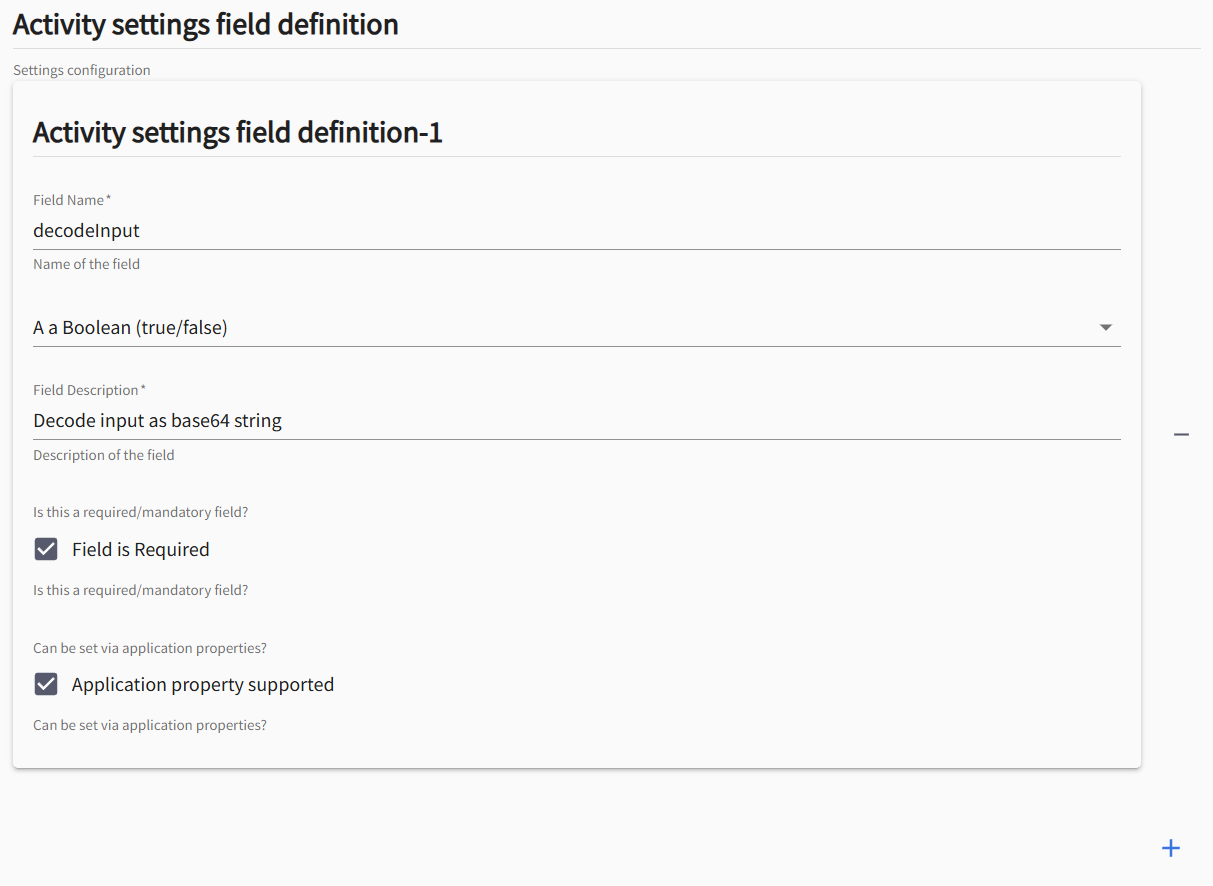 Activity settings field definition
Settings configuration
Activity settings field definition-1
Field Name*
decodeInput
Name of the field
A a Boolean (true/false)
Field Description*
Decode input as base64 string
Description of the field
Is this a required/mandatory field?
Field is Required
Is this a required/mandatory field?
Can be set via application properties?
Application property supported
Can be set via application properties?